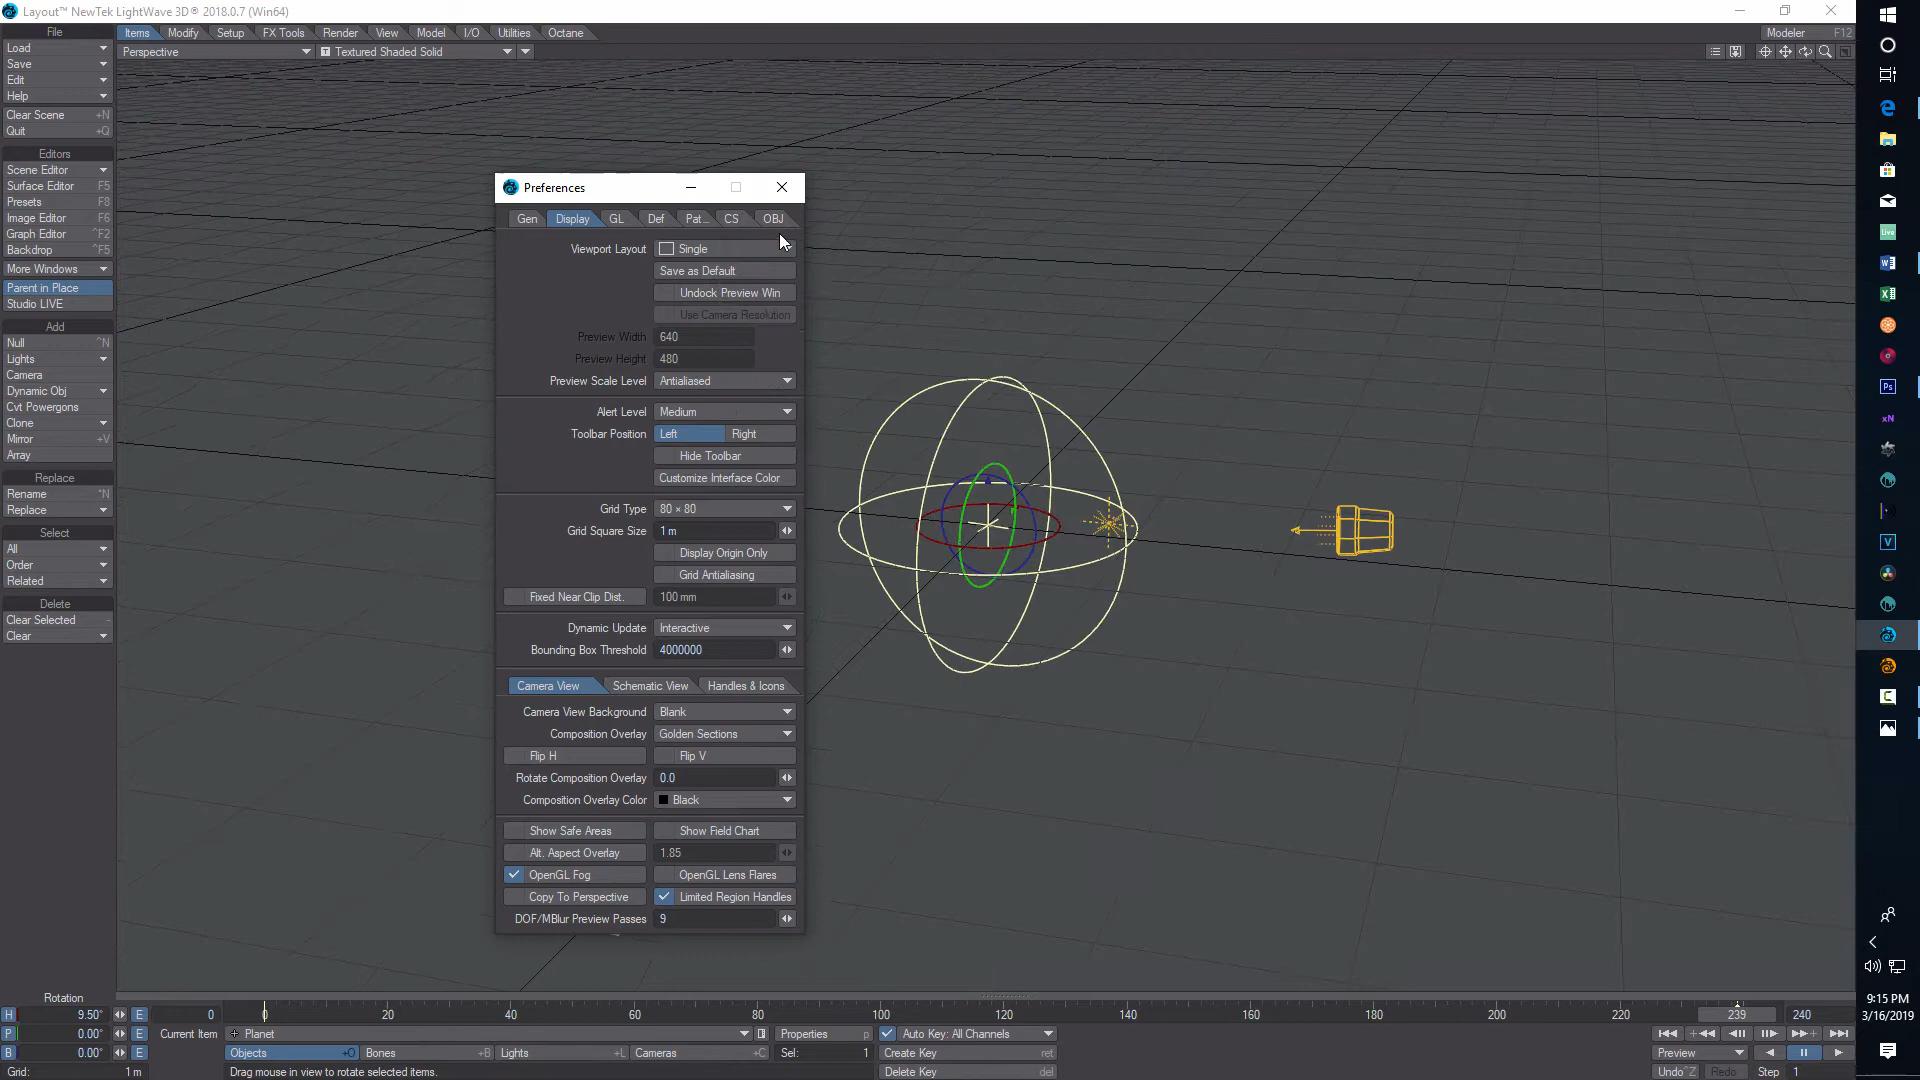 Layout™ NewTek LightWave 3D® 2018.0.7 (Win64)
File
Items
Modify
Setup
FX Tools
Render
View
Model
I/O
Utilities
Octane
Modeler F12
Load
Perspective
T Textured Shaded Solid
Save
Edit
Help
Clear Scene +N
Quit +Q
Editors
Scene Editor
Surface Editor F5
Presets F8
Image Editor F6
Graph Editor ^F2
Backdrop ^F5
More Windows
Parent in Place
Studio LIVE
Add
Null ^N
Lights
Camera
Dynamic Obj
Cvt Powergons
Clone
Mirror +V
Array
Replace
Rename *N
Replace
Select
All
Order
Related
Delete
Clear Selected -
Clear
Preferences
Gen
Display
GL
Def
Pat...
CS
OBJ
Viewport Layout Single
Save as Default
Undock Preview Win
Use Camera Resolution
Preview Width 640
Preview Height 480
Preview Scale Level Antialiased
Alert Level Medium
Toolbar Position Left Right
Hide Toolbar
Customize Interface Color
Grid Type 80 × 80
Grid Square Size 1 m
Display Origin Only
Grid Antialiasing
Fixed Near Clip Dist. 100 mm
Dynamic Update Interactive
Bounding Box Threshold 4000000
Camera View Schematic View Handles & Icons
Camera View Background Blank
Composition Overlay Golden Sections
Flip H Flip V
Rotate Composition Overlay 0.0
Composition Overlay Color Black
Show Safe Areas Show Field Chart
Alt. Aspect Overlay 1.85
OpenGL Fog OpenGL Lens Flares
Copy To Perspective Limited Region Handles
DOF/MBlur Preview Passes 9
Live
Ps
xN
V
9:15 PM
3/16/2019
Rotation
H 9.50° E
P 0.00° E
B 0.00° E
Grid: 1 m
0
0 20 40 60 80 100 120 140 160 180 200 220 239 240
Current Item Planet
Properties p
Auto Key: All Channels
Objects +O
Bones +B
Lights +L
Cameras +C
Sel: 1
Create Key ret
Preview
Drag mouse in view to rotate selected items.
Delete Key del
Undo ^Z
Redo
Step 1